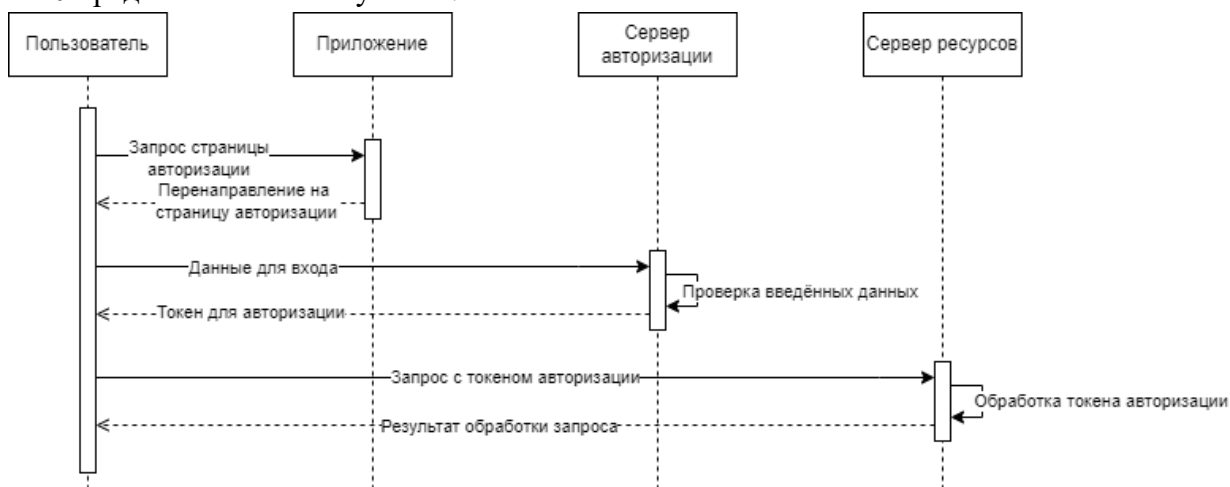 Пользователь
Приложение
Сервер
авторизации
Сервер ресурсов
Запрос страницы
авторизации
Перенаправление на
страницу авторизации
Данные для входа
Проверка введённых данных
Токен для авторизации
Запрос с токеном авторизации
Обработка токена авторизации
Результат обработки запроса